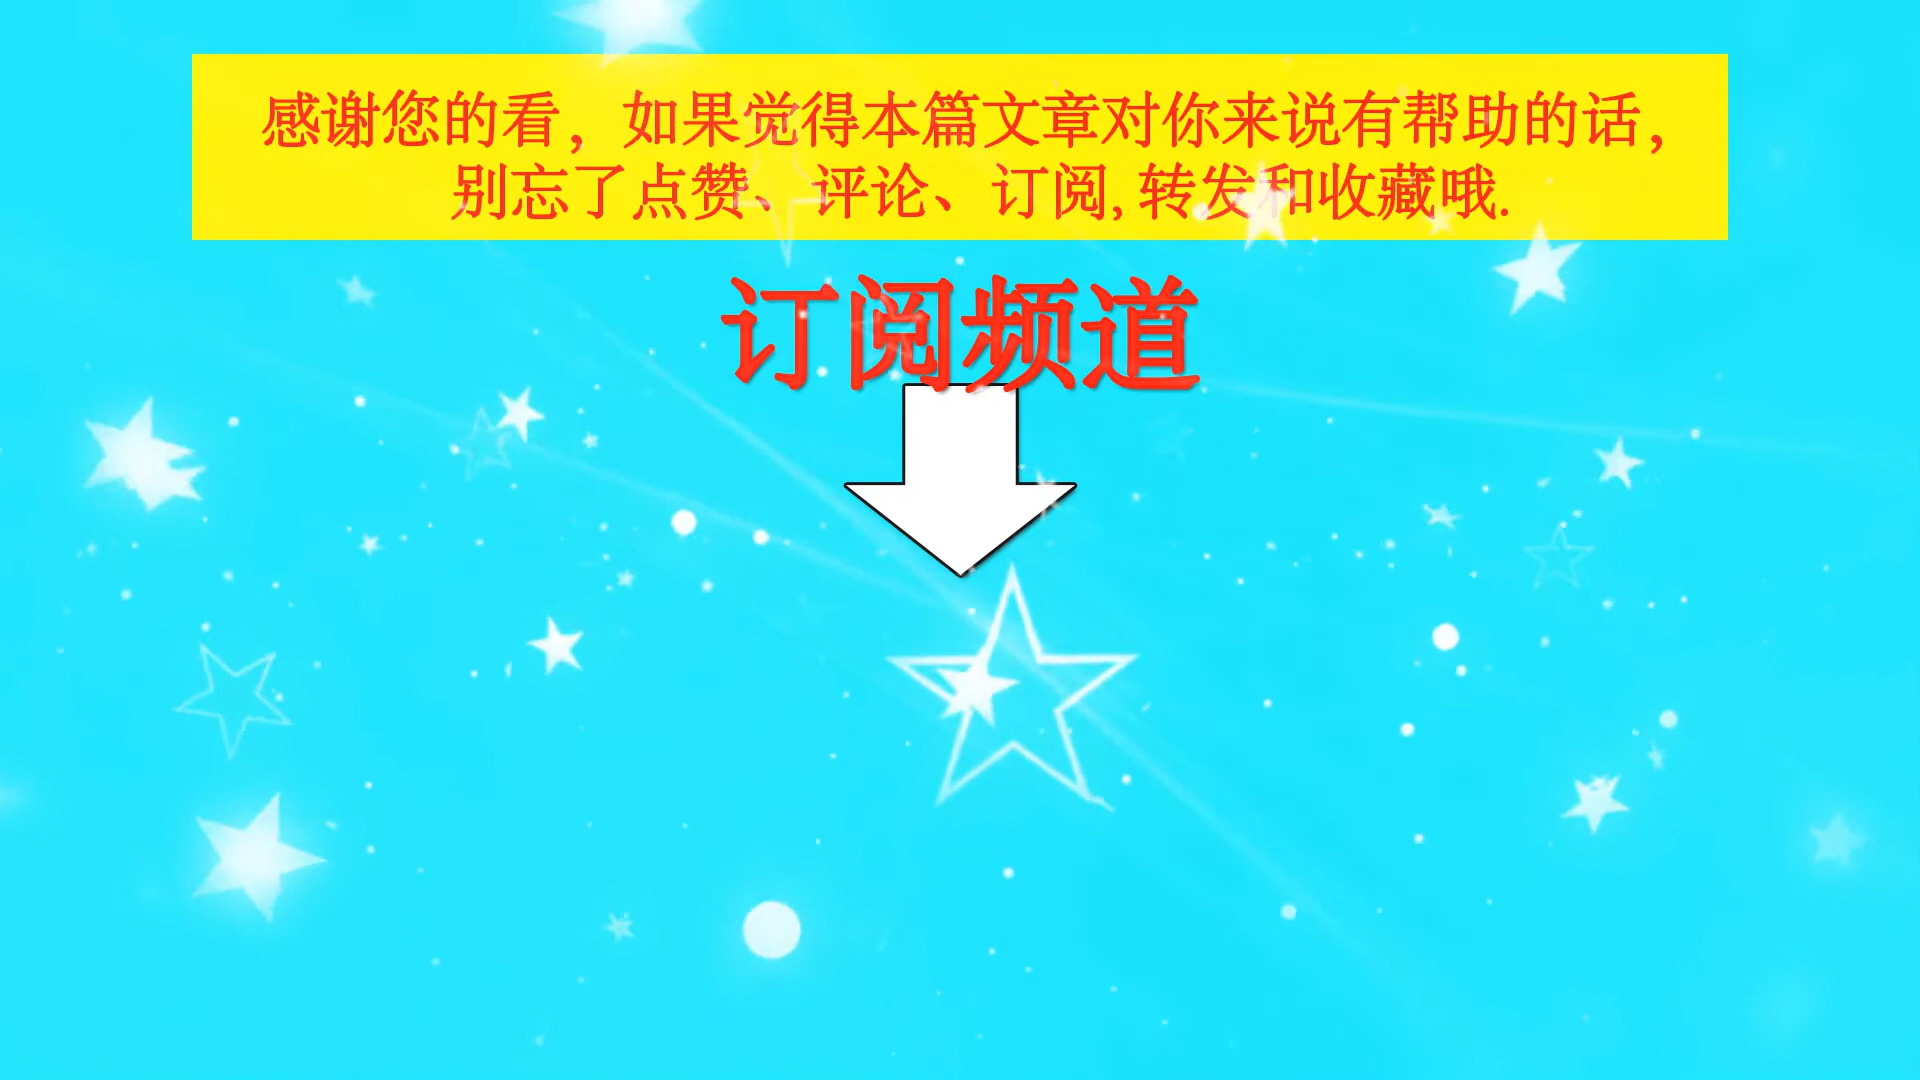 感谢您的看，如果觉得本篇文章对你来说有帮助的话，
别忘了点赞、评论、订阅,转发和收藏哦.
订阅频道